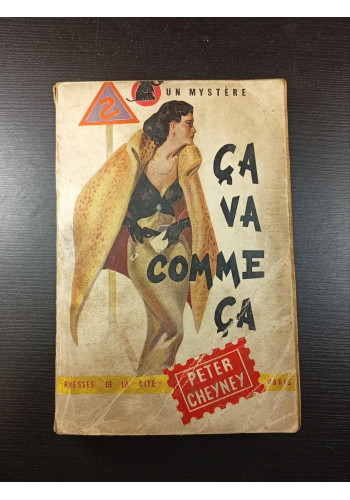 UN MYSTÈRE
ÇA
VA
COMME
ÇA
PRESSES DE LA CITÉ
PETER
CHEYNEY
PARIS